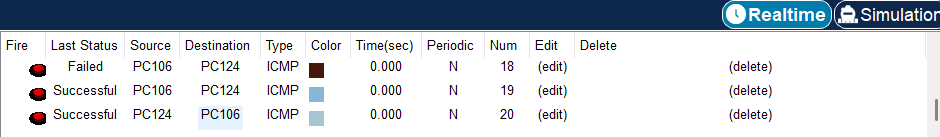 Realtime Simulation
Fire Last Status Source Destination Type Color Time(sec) Periodic Num Edit Delete
Failed PC106 PC124 ICMP 0.000 N 18 (edit) (delete)
Successful PC106 PC124 ICMP 0.000 N 19 (edit) (delete)
Successful PC124 PC106 ICMP 0.000 N 20 (edit) (delete)